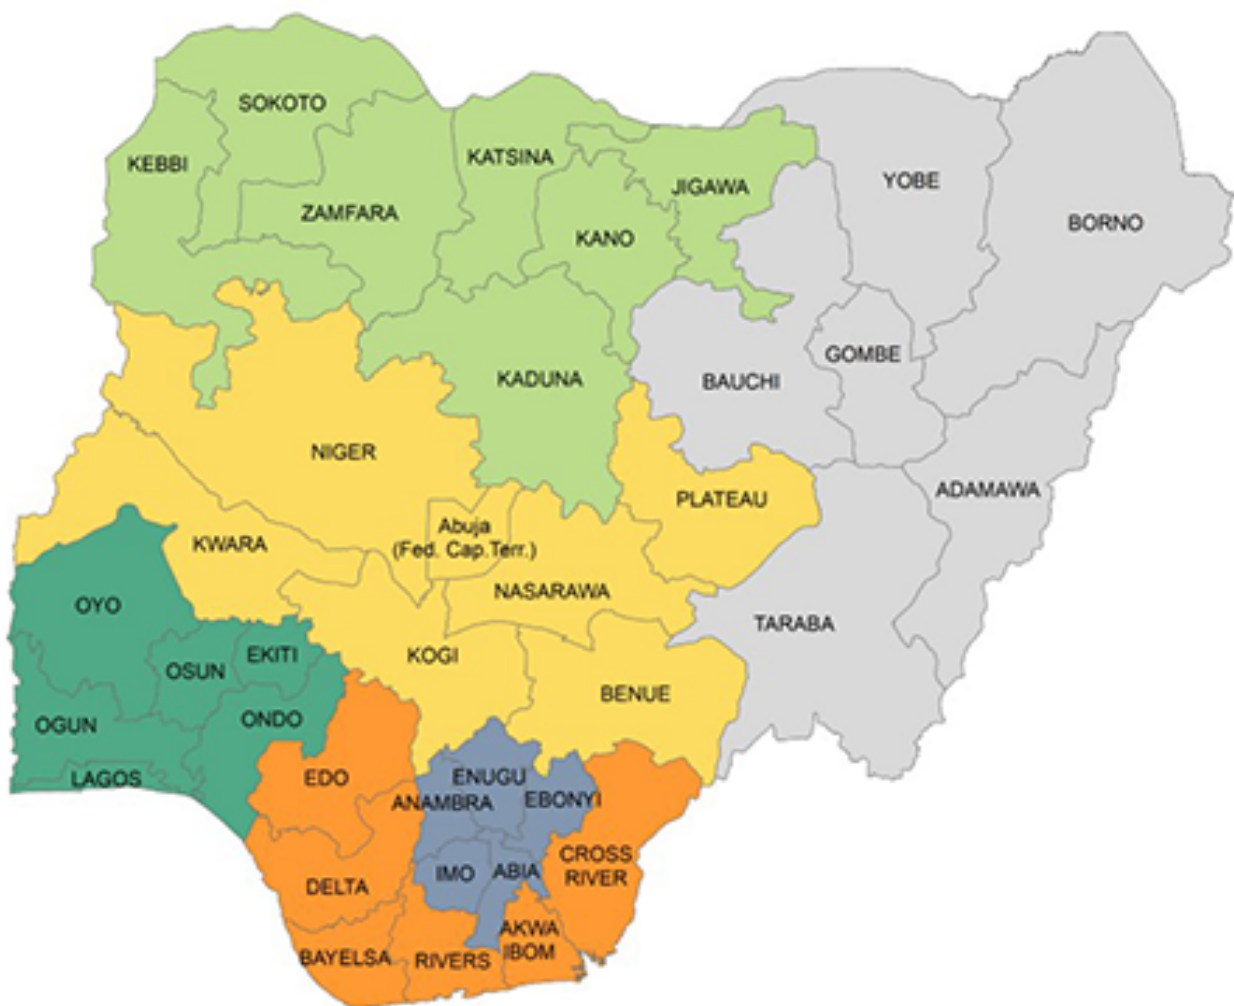 SOKOTO
KEBBI
KATSINA
ZAMFARA
JIGAWA
YOBE
KANO
BORNO
GOMBE
KADUNA
BAUCHI
NIGER
ADAMAWA
PLATEAU
Abuja
(Fed. Cap.Terr.)
KWARA
NASARAWA
OYO
TARABA
EKITI
KOGI
OSUN
BENUE
OGUN
ONDO
LAGOS
EDO
ENUGU
ANAMBRA
EBONYI
CROSS
RIVER
IMO
ABIA
DELTA
AKWA
IBOM
BAYELSA
RIVERS